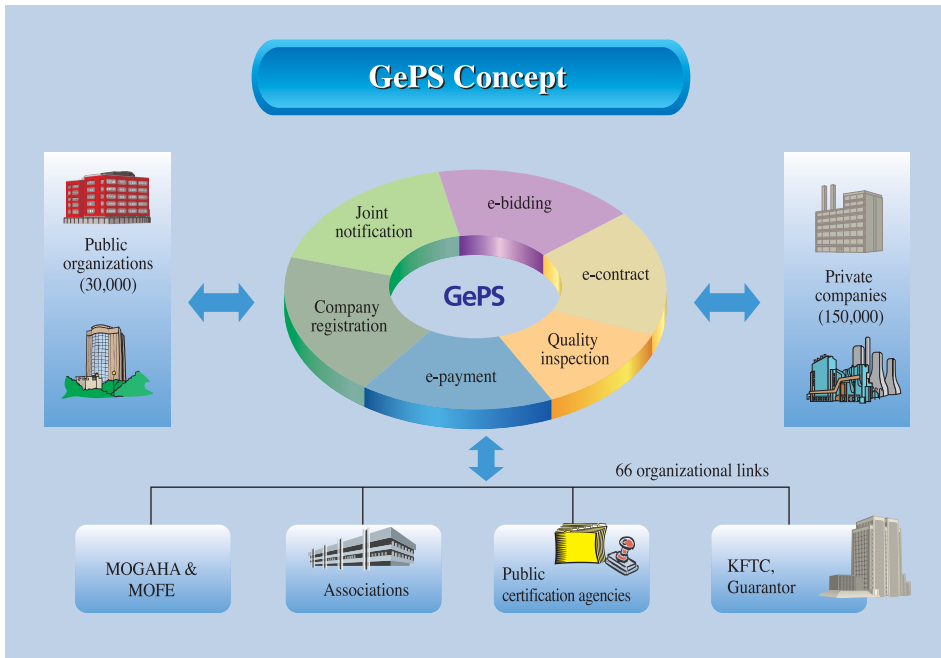 GePS Concept
Public
organizations
(30,000)
Joint
notification
e-bidding
e-contract
Quality
inspection
e-payment
Company
registration
GePS
Private
companies
(150,000)
66 organizational links
MOGAHA &
MOFE
Associations
Public
certification agencies
KFTC,
Guarantor